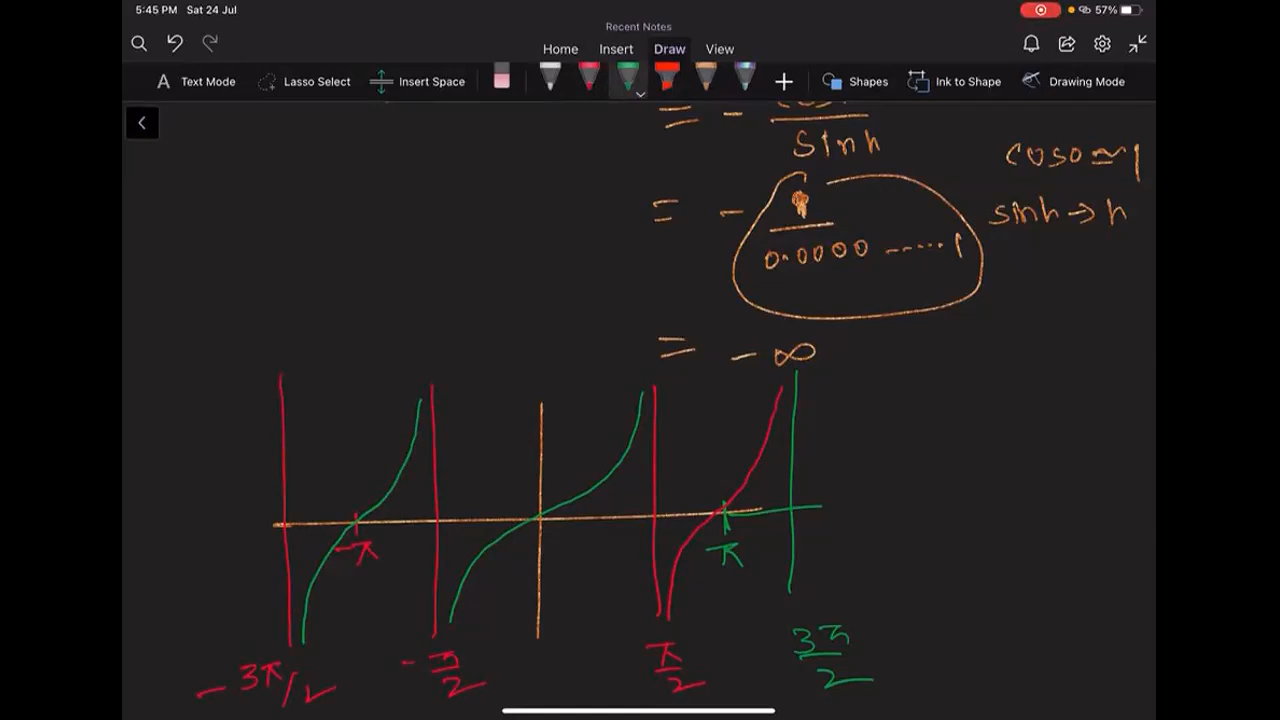 5:45 PM Sat 24 Jul
57%
Recent Notes
Home Insert Draw View
Text Mode Lasso Select Insert Space Shapes Ink to Shape Drawing Mode
= -
sinh
cos0 ≈ 1
= - 1/0.0000 ----- 1
sinh → h
= - ∞
-π
π
-3π/2
-π/2
π/2
3π/2